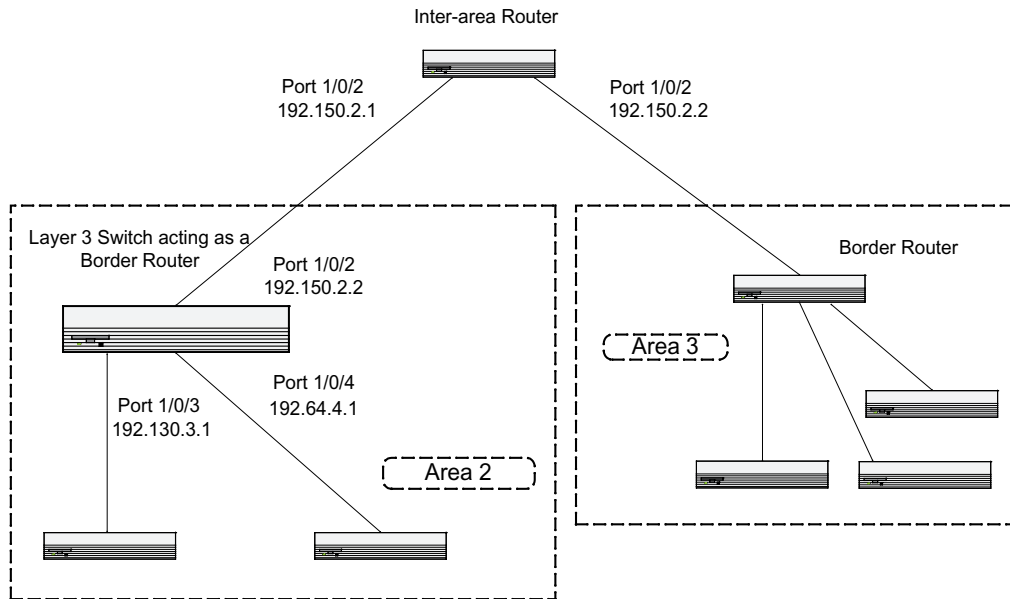 Inter-area Router
Port 1/0/2
192.150.2.1
Port 1/0/2
192.150.2.2
Layer 3 Switch acting as a
Border Router
Port 1/0/2
192.150.2.2
Border Router
Area 3
Port 1/0/3
192.130.3.1
Port 1/0/4
192.64.4.1
Area 2